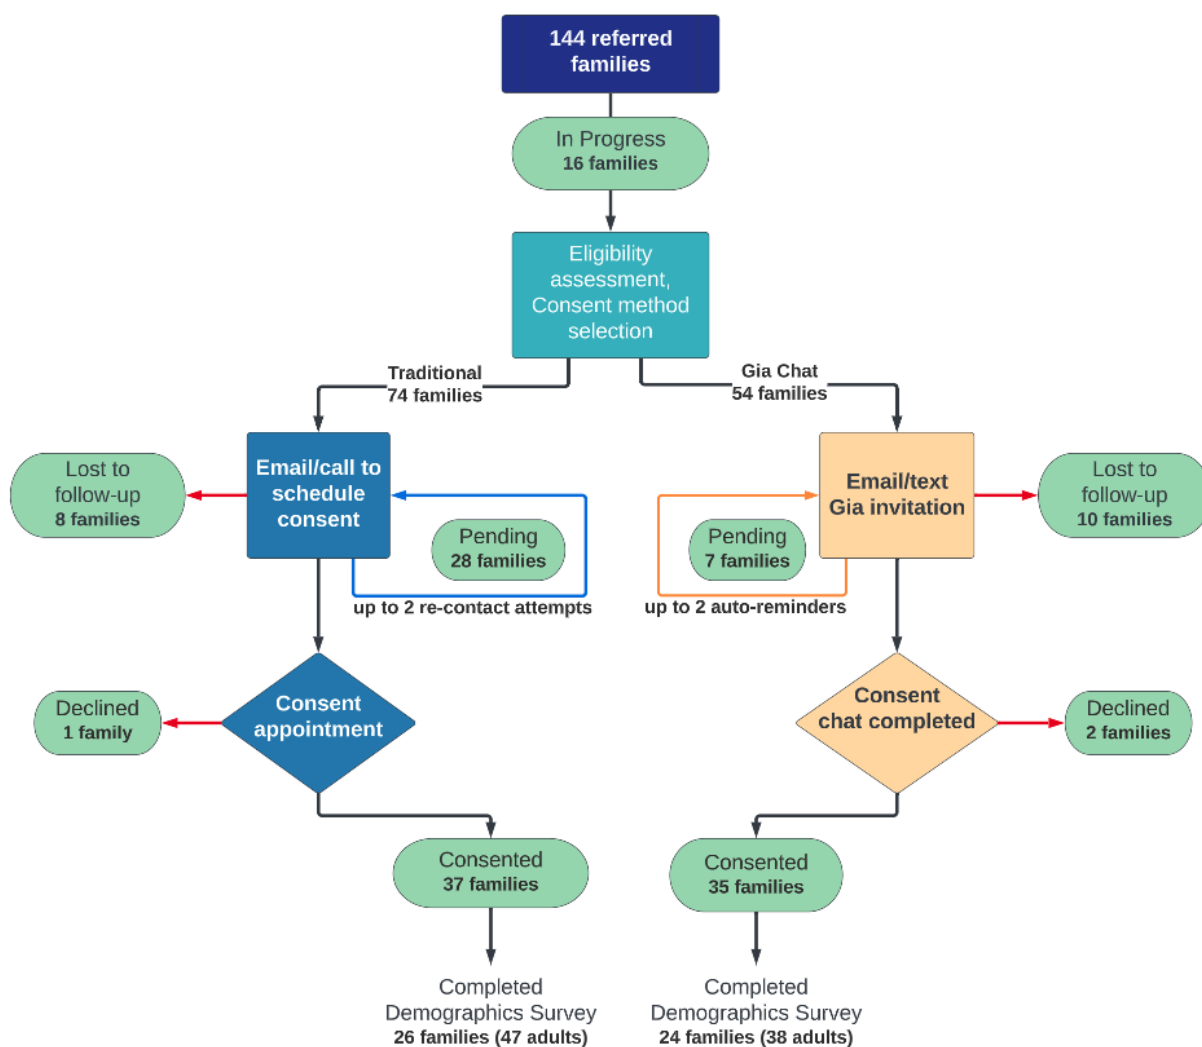 144 referred
families
In Progress
16 families
Eligibility
assessment,
Consent method
selection
Traditional
74 families
Gia Chat
54 families
Lost to
follow-up
8 families
Email/call to
schedule
consent
Pending
28 families
up to 2 re-contact attempts
Pending
7 families
up to 2 auto-reminders
Email/text
Gia invitation
Lost to
follow-up
10 families
Declined
1 family
Consent
appointment
Consent
chat completed
Declined
2 families
Consented
37 families
Consented
35 families
Completed
Demographics Survey
26 families (47 adults)
Completed
Demographics Survey
24 families (38 adults)